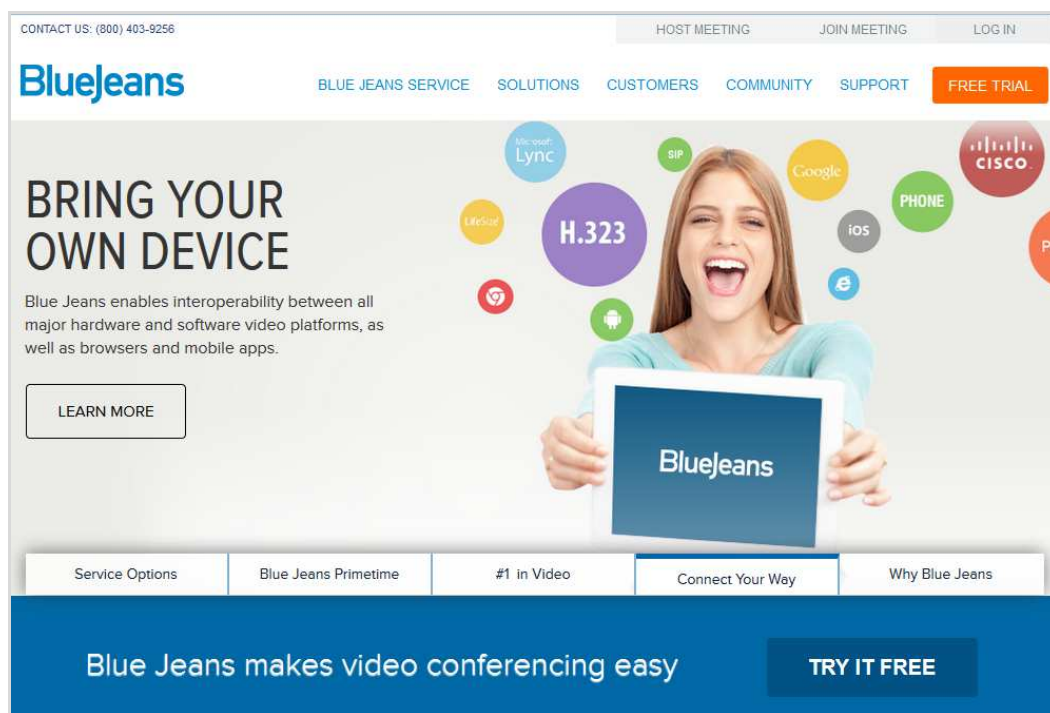 CONTACT US: (800) 403-9256
HOST MEETING
JOIN MEETING
LOG IN
BlueJeans
BLUE JEANS SERVICE
SOLUTIONS
CUSTOMERS
COMMUNITY
SUPPORT
FREE TRIAL
BRING YOUR
OWN DEVICE
Blue Jeans enables interoperability between all
major hardware and software video platforms, as
well as browsers and mobile apps.
LEARN MORE
Microsoft
Lync
SIP
Google
CISCO
LifeSize
H.323
PHONE
iOS
P
BlueJeans
Service Options
Blue Jeans Primetime
#1 in Video
Connect Your Way
Why Blue Jeans
Blue Jeans makes video conferencing easy
TRY IT FREE